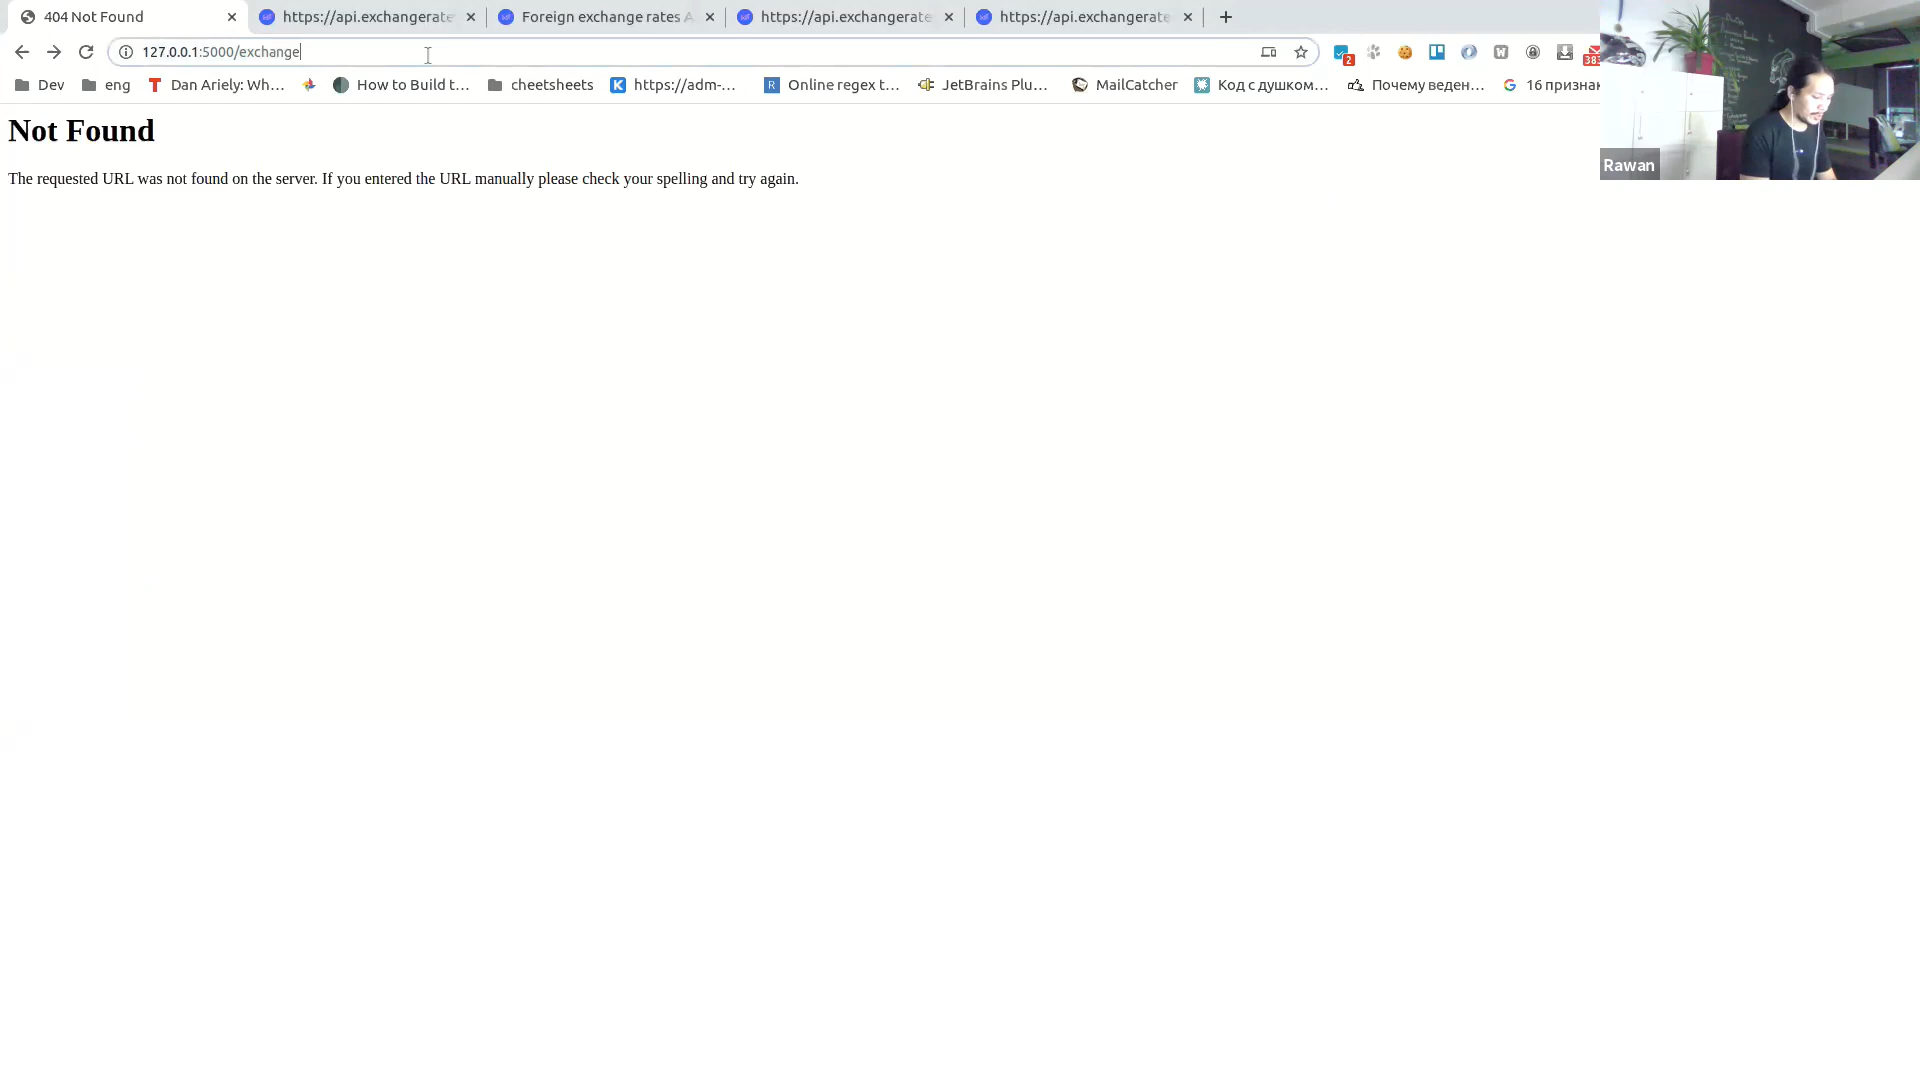 404 Not Found
https://api.exchangerate
Foreign exchange rates A
https://api.exchangerate
https://api.exchangerate
127.0.0.1:5000/exchange
2
383
Dev
eng
Dan Ariely: Wh...
How to Build t...
cheetsheets
https://adm-...
Online regex t...
JetBrains Plu...
MailCatcher
Код с душком...
Почему веден...
16 признак
Not Found
The requested URL was not found on the server. If you entered the URL manually please check your spelling and try again.
Rawan